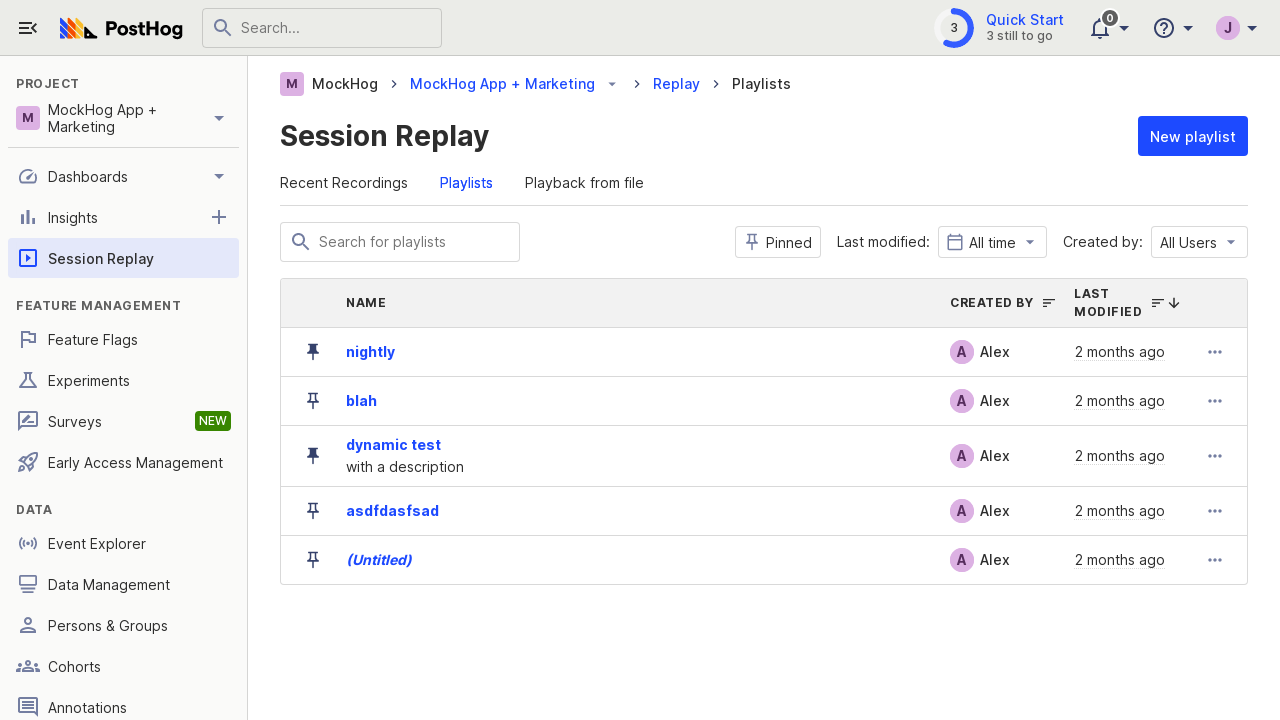 PostHog
Search...
3
Quick Start
3 still to go
0
J
PROJECT
M
MockHog App +
Marketing
Dashboards
Insights
Session Replay
FEATURE MANAGEMENT
Feature Flags
Experiments
Surveys
NEW
Early Access Management
DATA
Event Explorer
Data Management
Persons & Groups
Cohorts
Annotations
M MockHog MockHog App + Marketing Replay Playlists
Session Replay
New playlist
Recent Recordings Playlists Playback from file
Search for playlists
Pinned Last modified: All time Created by: All Users
NAME CREATED BY LAST
MODIFIED
nightly A Alex 2 months ago
blah A Alex 2 months ago
dynamic test
with a description
A Alex 2 months ago
asdfdasfsad A Alex 2 months ago
(Untitled) A Alex 2 months ago